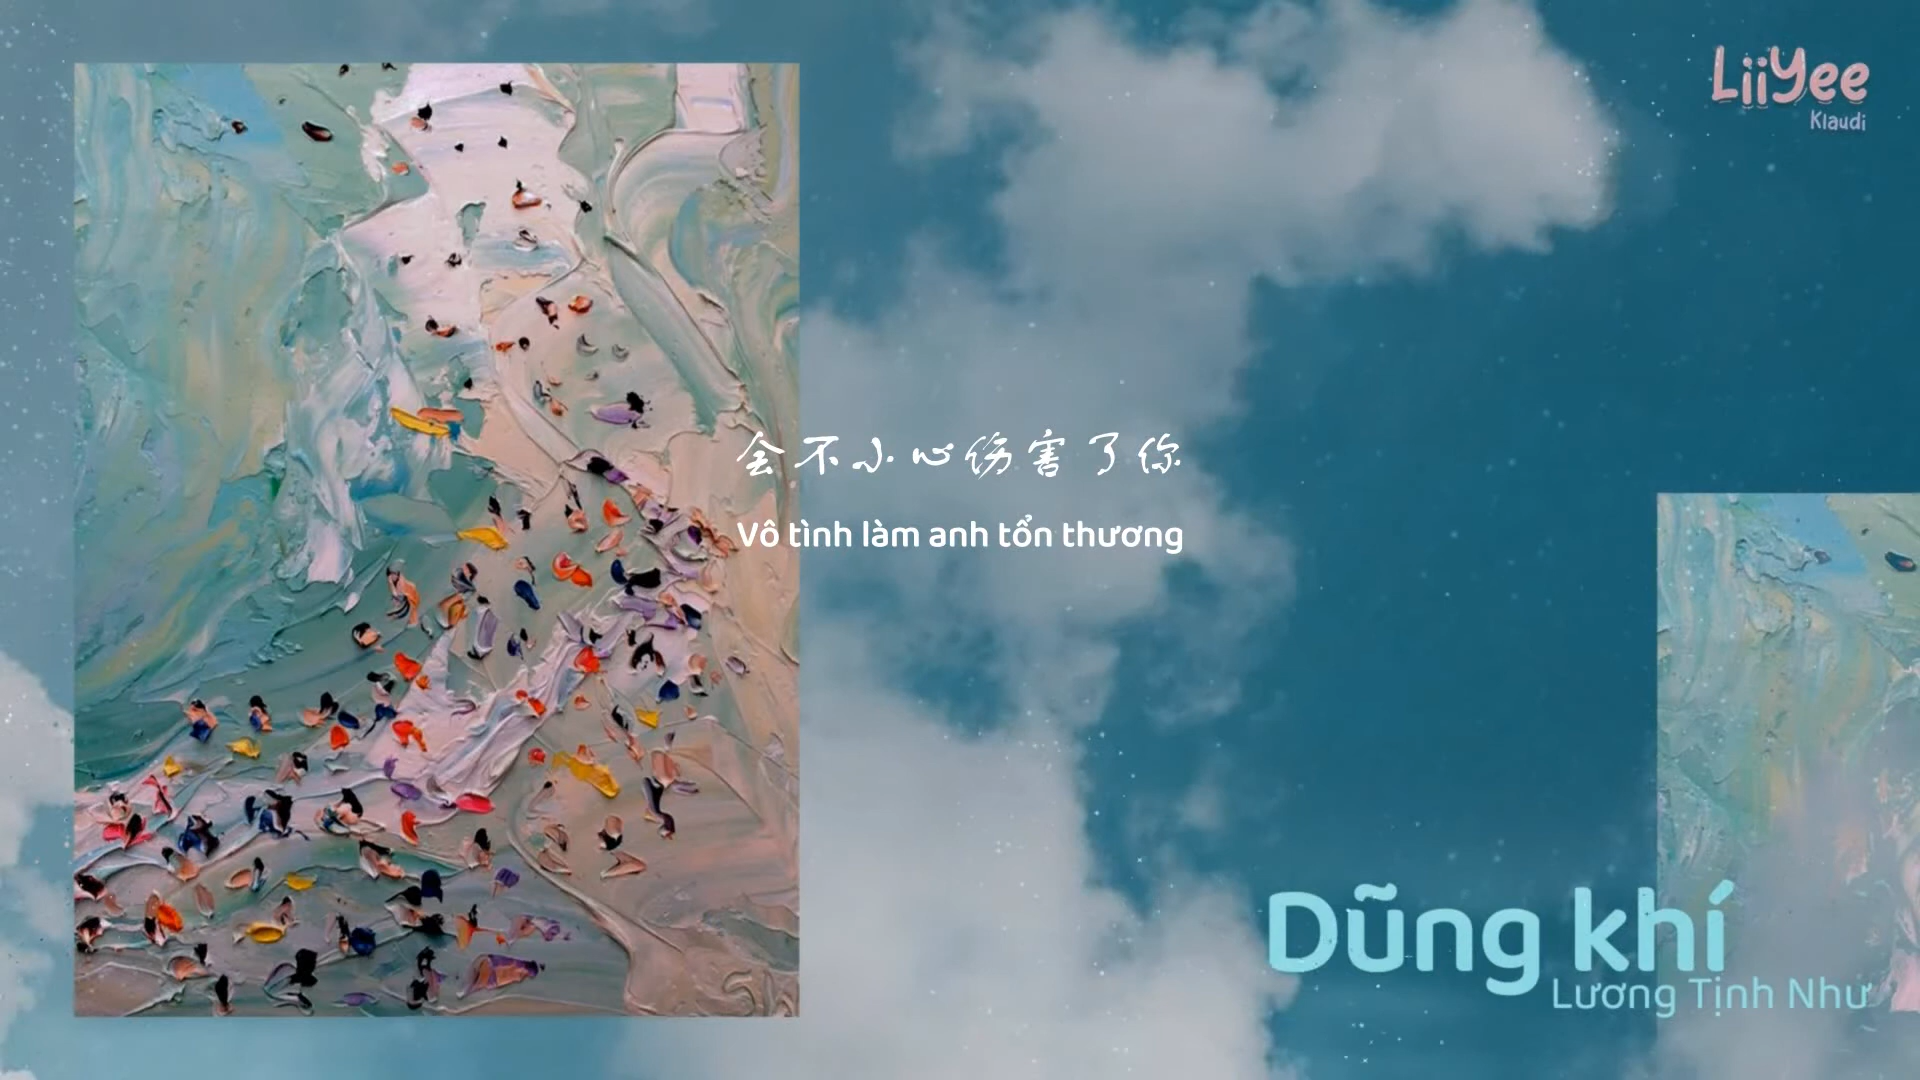 LiiYee
Klaudi
会不小心伤害了你
Vô tình làm anh tổn thương
Dũng khí
Lương Tịnh Như